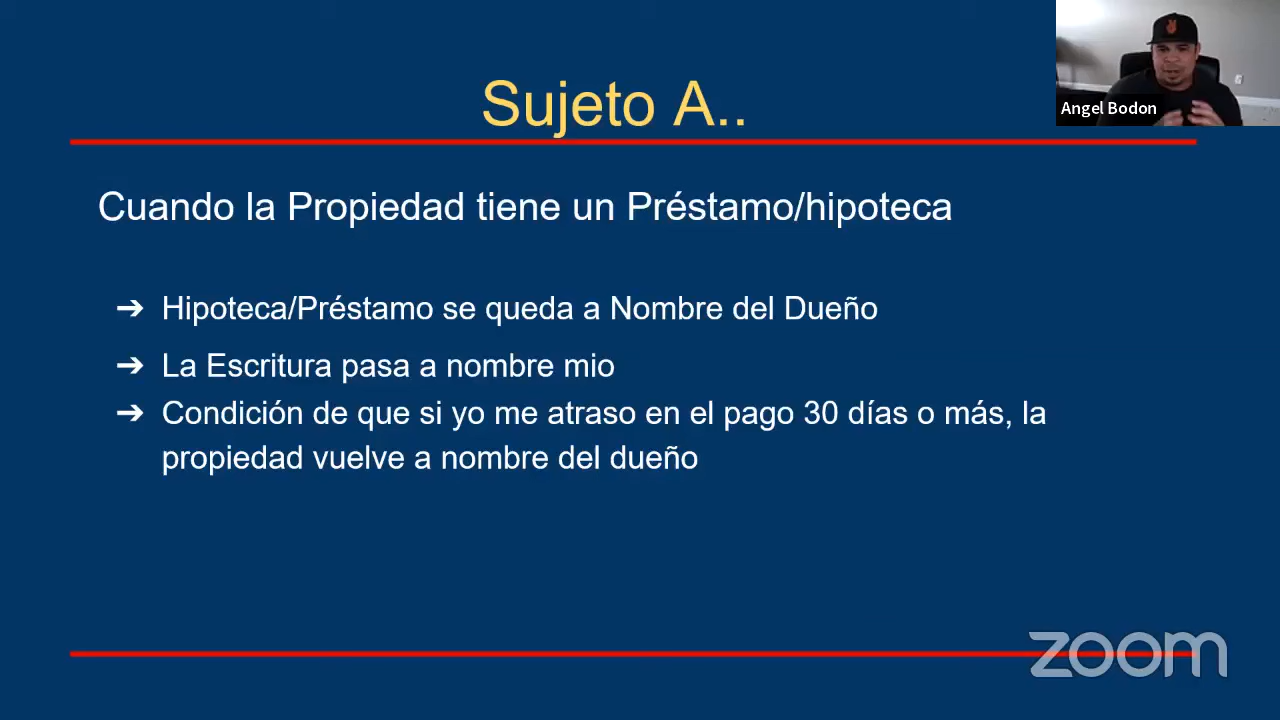 Sujeto A..
Angel Bodon
Cuando la Propiedad tiene un Préstamo/hipoteca
➔ Hipoteca/Préstamo se queda a Nombre del Dueño
➔ La Escritura pasa a nombre mio
➔ Condición de que si yo me atraso en el pago 30 días o más, la
propiedad vuelve a nombre del dueño
zoom